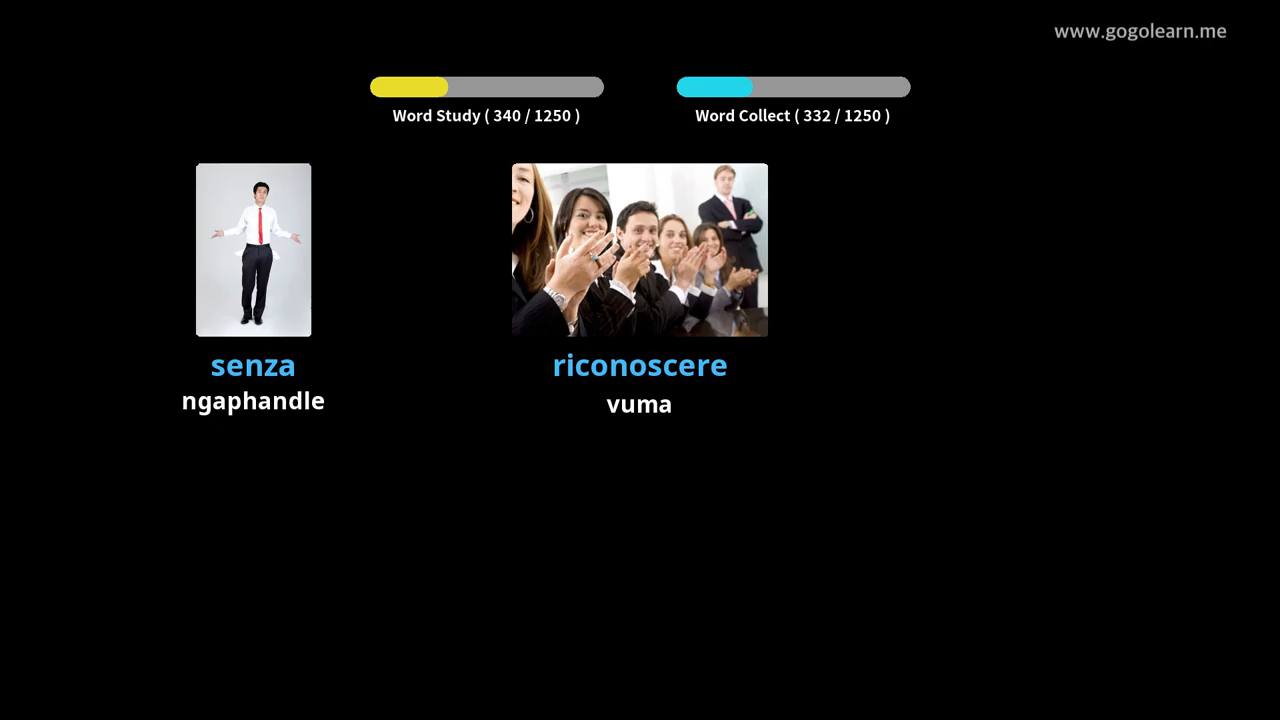 www.gogolearn.me
Word Study ( 340 / 1250 )
Word Collect ( 332 / 1250 )
senza
ngaphandle
riconoscere
vuma